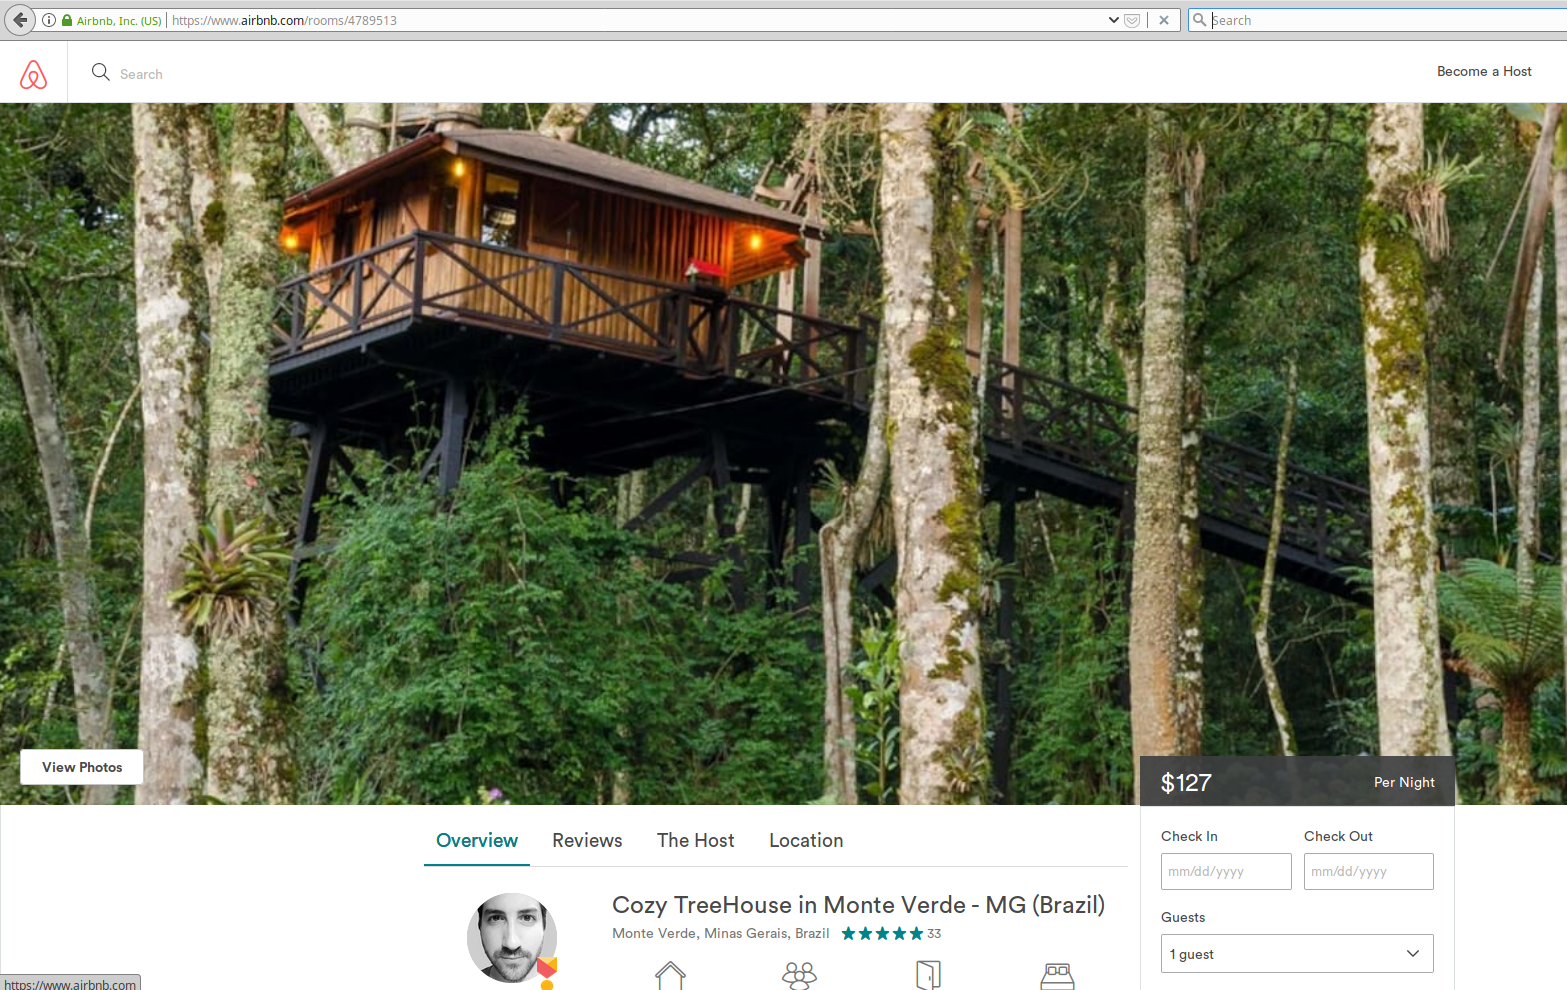 Airbnb, Inc. (US)
https://www.airbnb.com/rooms/4789513
Search
Search
Become a Host
View Photos
$127
Per Night
Overview
Reviews
The Host
Location
Check In
Check Out
mm/dd/yyyy
mm/dd/yyyy
Cozy TreeHouse in Monte Verde - MG (Brazil)
Monte Verde, Minas Gerais, Brazil
33
Guests
1 guest
https://www.airbnb.com